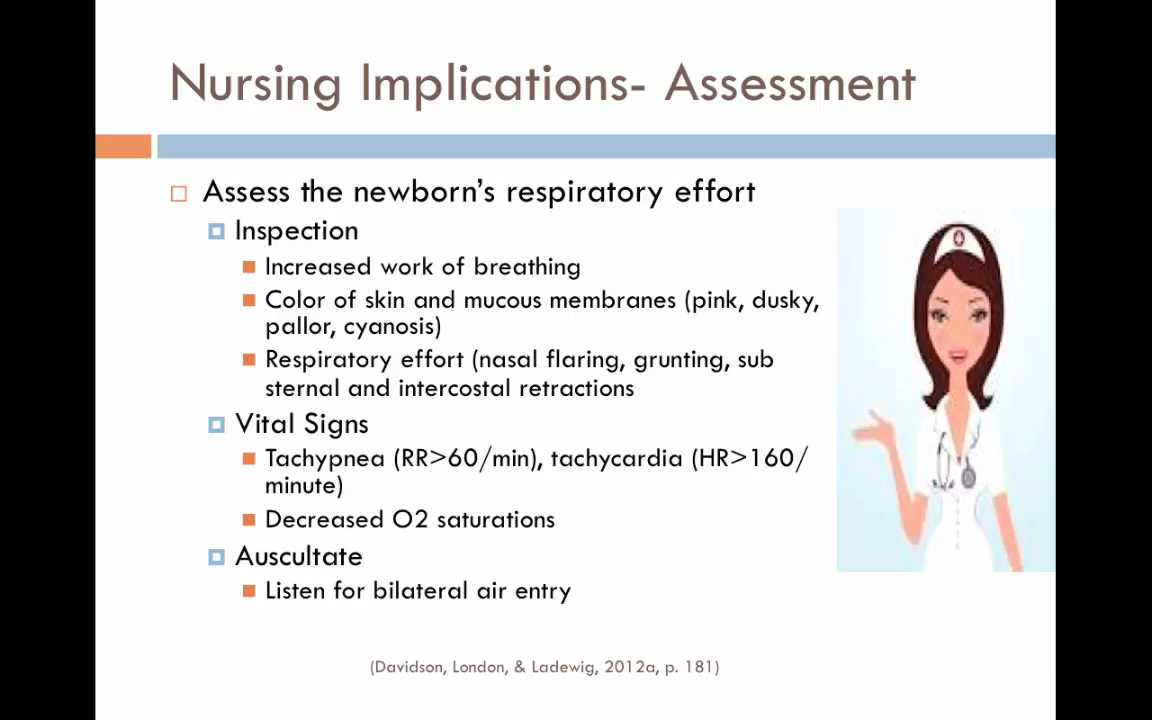 Nursing Implications- Assessment
Assess the newborn's respiratory effort
Inspection
Increased work of breathing
Color of skin and mucous membranes (pink, dusky,
pallor, cyanosis)
Respiratory effort (nasal flaring, grunting, sub
sternal and intercostal retractions
Vital Signs
Tachypnea (RR>60/min), tachycardia (HR>160/
minute)
Decreased O2 saturations
Auscultate
Listen for bilateral air entry
(Davidson, London, & Ladewig, 2012a, p. 181)